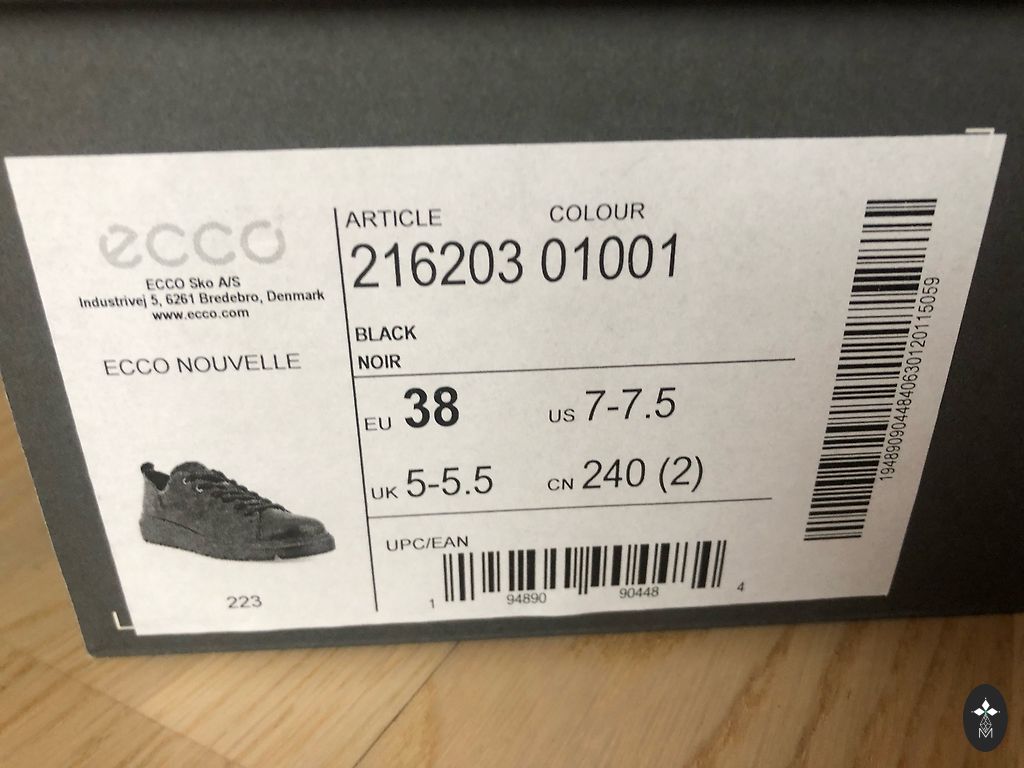 ecco
ECCO Sko A/S
Industrivej 5, 6261 Bredebro, Denmark
www.ecco.com
ECCO NOUVELLE
223
ARTICLE COLOUR
216203 01001
BLACK
NOIR
EU 38 US 7-7.5
UK 5-5.5 CN 240 (2)
UPC/EAN
1 94890 90448 4
19489090448406301201115059
M